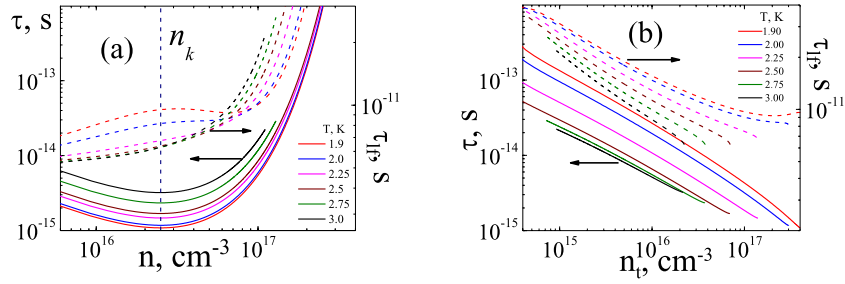 τ, s
(a)
n_k
10^-13
10^-14
10^-15
10^-11
τ_lf, s
T, K
1.9
2.0
2.25
2.5
2.75
3.0
10^16
10^17
n, cm^-3
(b)
τ, s
10^-13
10^-14
10^-15
10^-11
τ_lf, s
T, K
1.90
2.00
2.25
2.50
2.75
3.00
10^15
10^16
10^17
n_t, cm^-3